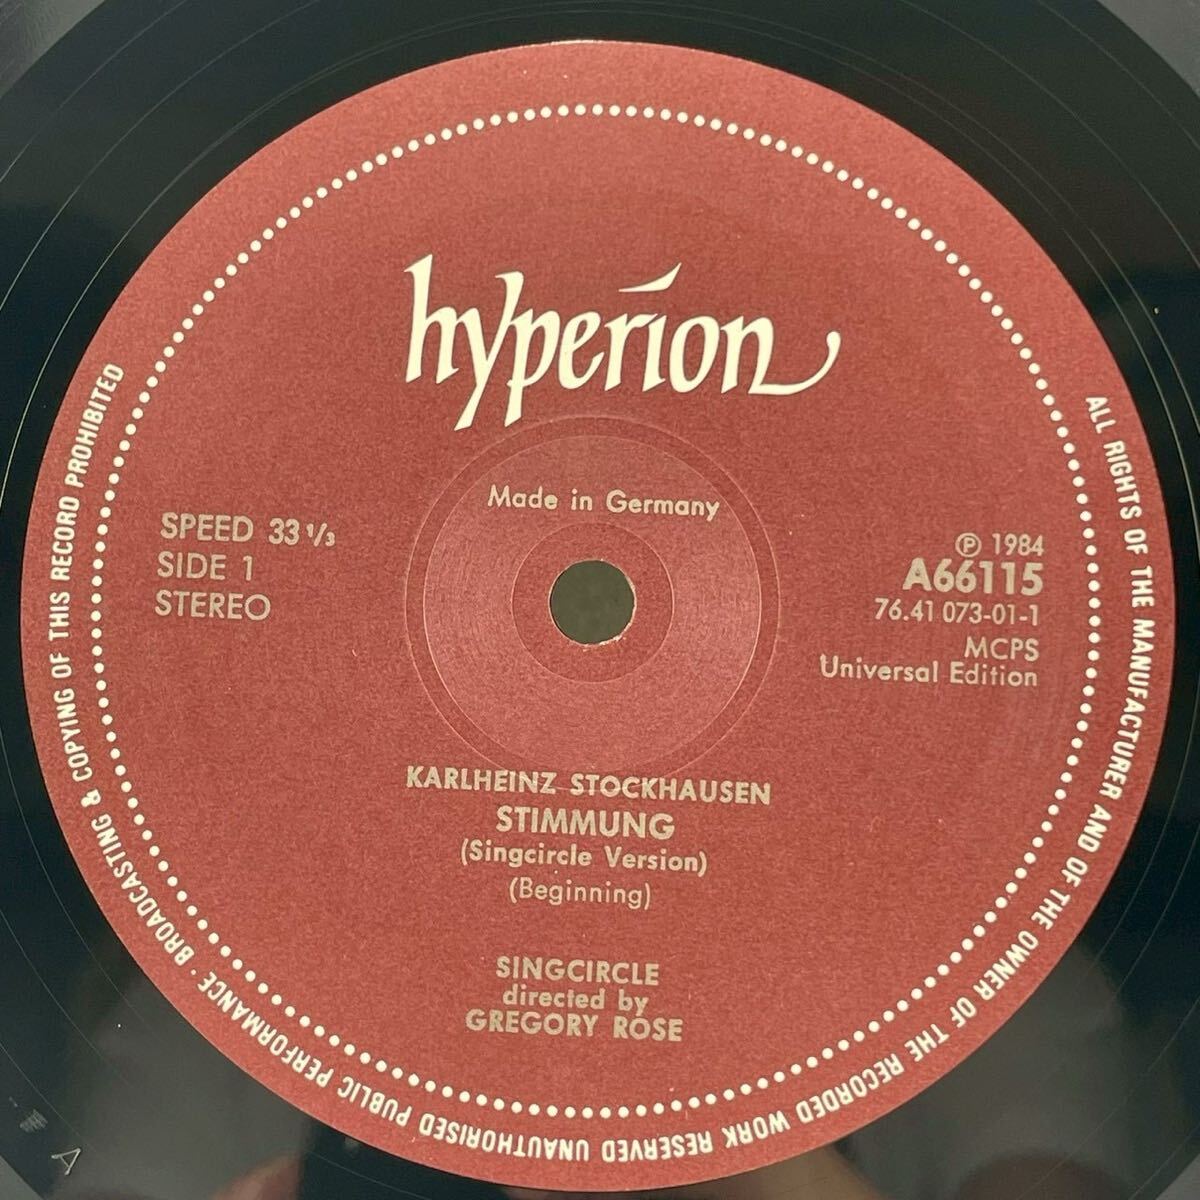 hyperion
Made in Germany
SPEED 33 1/3
SIDE 1
STEREO
℗ 1984
A66115
76.41 073-01-1
MCPS
Universal Edition
KARLHEINZ STOCKHAUSEN
STIMMUNG
(Singcircle Version)
(Beginning)
SINGCIRCLE
directed by
GREGORY ROSE
ALL RIGHTS OF THE MANUFACTURER AND OF THE OWNER OF THE RECORDED WORK RESERVED UNAUTHORISED PUBLIC PERFORMANCE · BROADCASTING & COPYING OF THIS RECORD PROHIBITED
A